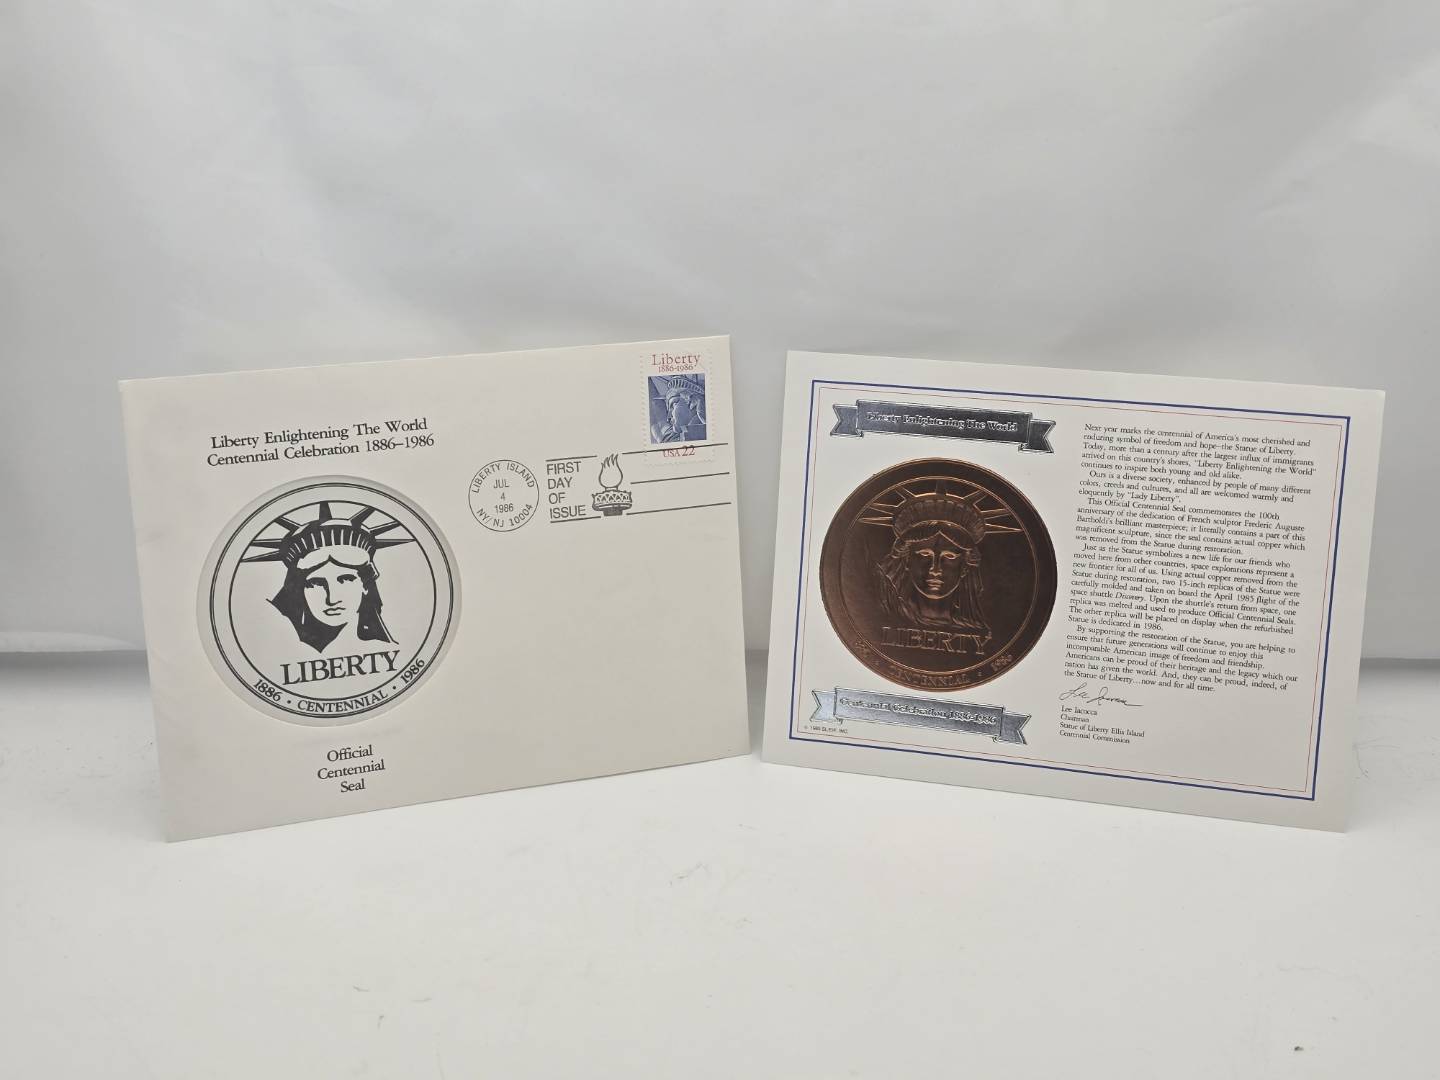 Liberty Enlightening The World
Centennial Celebration 1886–1986
LIBERTY
1886 • CENTENNIAL • 1986
Official
Centennial
Seal
LIBERTY ISLAND
JUL
4
1986
NY/NJ 10004
FIRST
DAY
OF
ISSUE
Liberty
1886-1986
USA 22
Liberty Enlightening The World
LIBERTY
1886 • CENTENNIAL • 1986
Centennial Celebration 1886-1986
Next year marks the centennial of America's most cherished and
enduring symbol of freedom and hope—the Statue of Liberty.
Today, more than a century after the largest influx of immigrants
arrived on this country's shores, "Liberty Enlightening the World"
continues to inspire both young and old alike.
Ours is a diverse society, enhanced by people of many different
colors, creeds and cultures, and all are welcomed warmly and
eloquently by "Lady Liberty".
This Official Centennial Seal commemorates the 100th
anniversary of the dedication of French sculptor Frederic Auguste
Bartholdi's brilliant masterpiece; it literally contains a part of this
magnificent sculpture, since the seal contains actual copper which
was removed from the Statue during restoration.
Just as the Statue symbolizes a new life for our friends who
moved here from other countries, space explorations represent a
new frontier for all of us. Using actual copper removed from the
Statue during restoration, two 15-inch replicas of the Statue were
carefully molded and taken on board the April 1985 flight of the
space shuttle Discovery. Upon the shuttle's return from space, one
replica was melted and used to produce Official Centennial Seals.
The other replica will be placed on display when the refurbished
Statue is dedicated in 1986.
By supporting the restoration of the Statue, you are helping to
ensure that future generations will continue to enjoy this
incomparable American image of freedom and friendship.
Americans can be proud of their heritage and the legacy which our
nation has given the world. And, they can be proud, indeed, of
the Statue of Liberty...now and for all time.
Lee Iacocca
Lee Iacocca
Chairman
Statue of Liberty Ellis Island
Centennial Commission